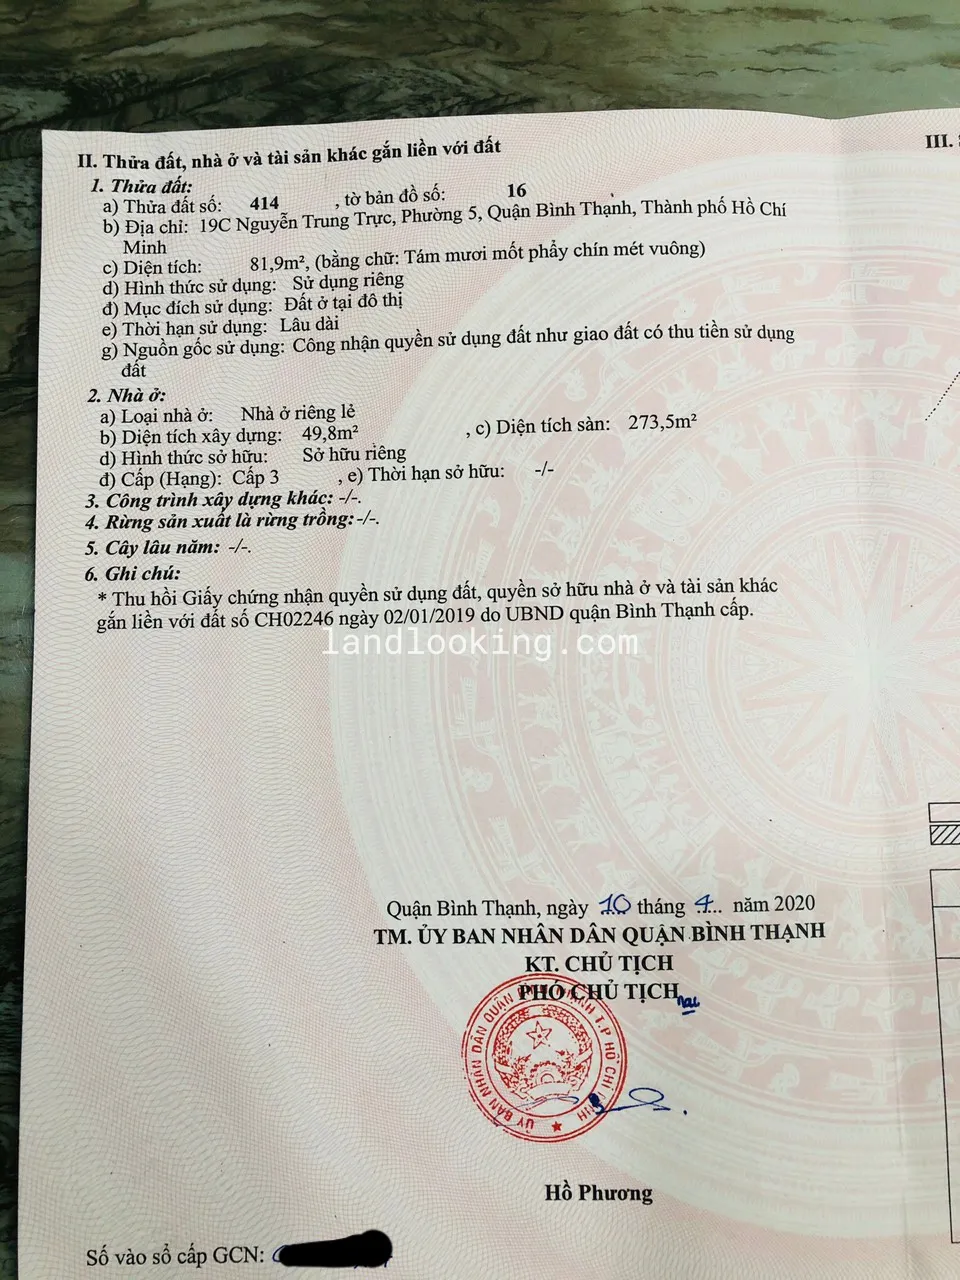 II. Thửa đất, nhà ở và tài sản khác gắn liền với đất
III.
1. Thửa đất:
a) Thửa đất số: 414 , tờ bản đồ số: 16
b) Địa chỉ: 19C Nguyễn Trung Trực, Phường 5, Quận Bình Thạnh, Thành phố Hồ Chí
Minh
c) Diện tích: 81,9m², (bằng chữ: Tám mươi mốt phẩy chín mét vuông)
d) Hình thức sử dụng: Sử dụng riêng
đ) Mục đích sử dụng: Đất ở tại đô thị
e) Thời hạn sử dụng: Lâu dài
g) Nguồn gốc sử dụng: Công nhận quyền sử dụng đất như giao đất có thu tiền sử dụng
đất
2. Nhà ở:
a) Loại nhà ở: Nhà ở riêng lẻ
b) Diện tích xây dựng: 49,8m² , c) Diện tích sàn: 273,5m²
d) Hình thức sở hữu: Sở hữu riêng
đ) Cấp (Hạng): Cấp 3 , e) Thời hạn sở hữu: -/-
3. Công trình xây dựng khác: -/-.
4. Rừng sản xuất là rừng trồng:-/-.
5. Cây lâu năm: -/-.
6. Ghi chú:
* Thu hồi Giấy chứng nhận quyền sử dụng đất, quyền sở hữu nhà ở và tài sản khác
gắn liền với đất số CH02246 ngày 02/01/2019 do UBND quận Bình Thạnh cấp.
landlooking.com
Quận Bình Thạnh, ngày 10 tháng 4 năm 2020
TM. ỦY BAN NHÂN DÂN QUẬN BÌNH THẠNH
KT. CHỦ TỊCH
PHÓ CHỦ TỊCH
ỦY BAN NHÂN DÂN QUẬN BÌNH THẠNH T.P HỒ CHÍ MINH
Hồ Phương
Số vào sổ cấp GCN: